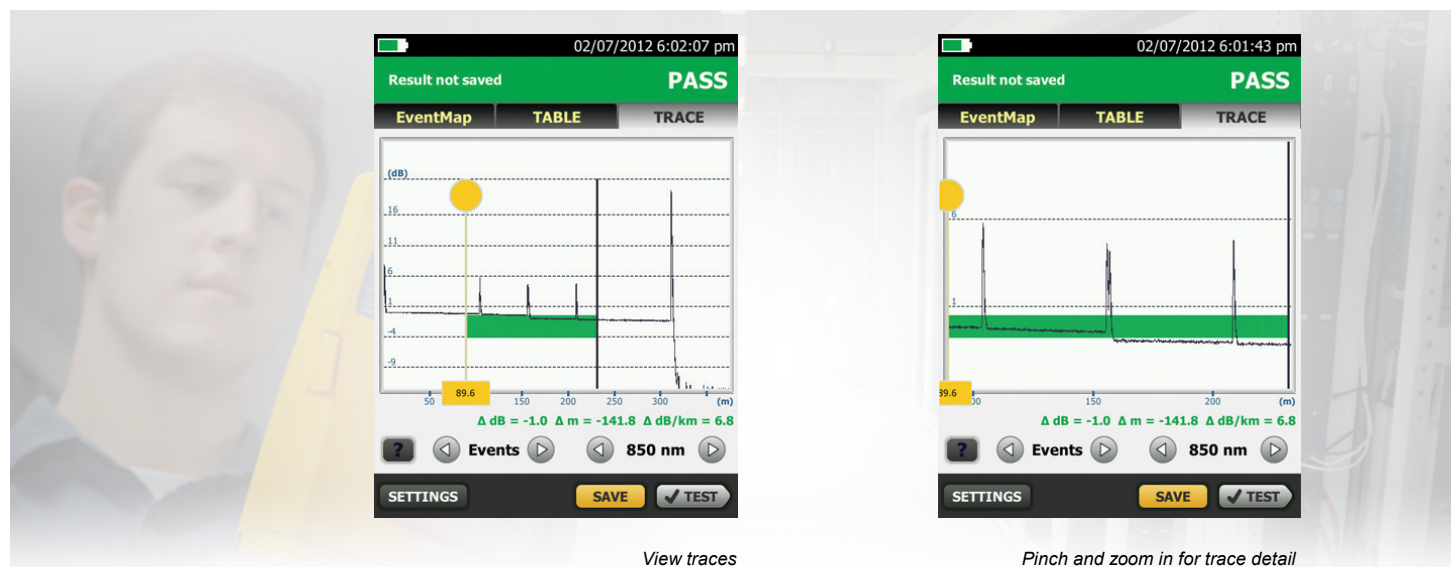 02/07/2012 6:02:07 pm
Result not saved PASS
EventMap TABLE TRACE
(dB)
16
11
6
1
-4
-9
89.6
50 150 200 250 300 (m)
Δ dB = -1.0 Δ m = -141.8 Δ dB/km = 6.8
? Events 850 nm
SETTINGS SAVE TEST
View traces
02/07/2012 6:01:43 pm
Result not saved PASS
EventMap TABLE TRACE
6
1
39.6
00 150 200 (m)
Δ dB = -1.0 Δ m = -141.8 Δ dB/km = 6.8
? Events 850 nm
SETTINGS SAVE TEST
Pinch and zoom in for trace detail